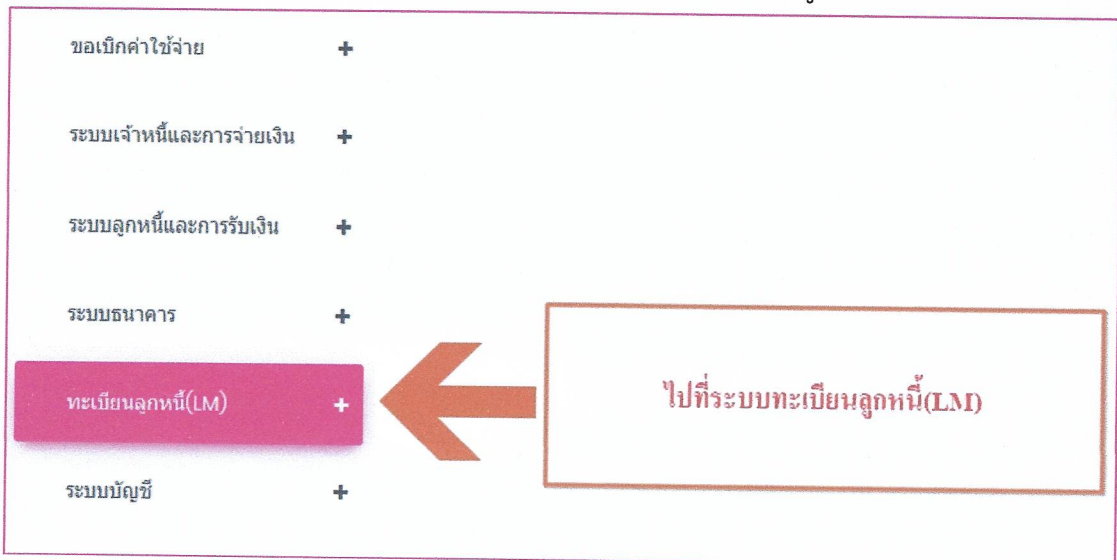 ขอเบิกค่าใช้จ่าย +
ระบบเจ้าหนี้และการจ่ายเงิน +
ระบบลูกหนี้และการรับเงิน +
ระบบธนาคาร +
ทะเบียนลูกหนี้(LM) +
ไปที่ระบบทะเบียนลูกหนี้(LM)
ระบบบัญชี +